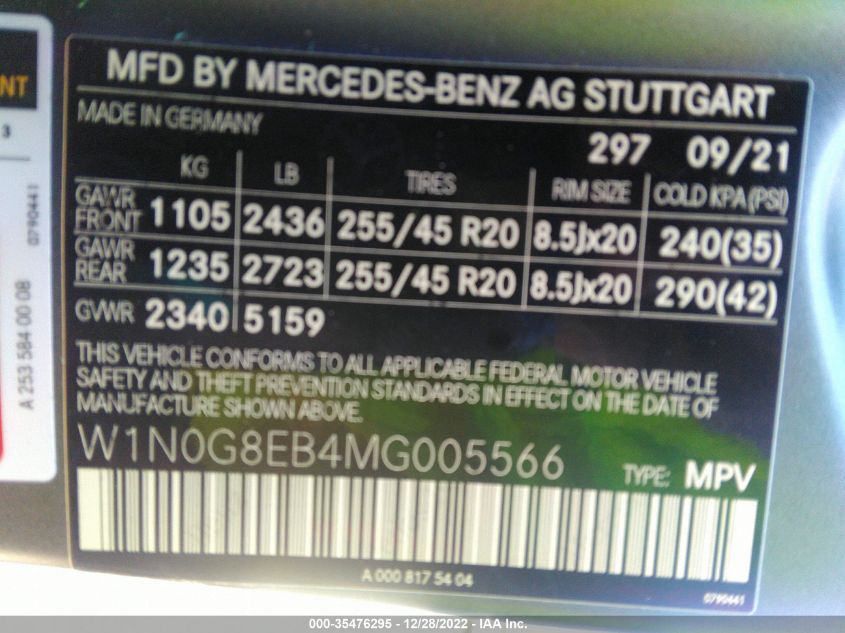 MFD BY MERCEDES-BENZ AG STUTTGART
MADE IN GERMANY
297 09/21
KG LB TIRES RIM SIZE COLD KPA (PSI)
GAWR FRONT 1105 2436 255/45 R20 8.5Jx20 240(35)
GAWR REAR 1235 2723 255/45 R20 8.5Jx20 290(42)
GVWR 2340 5159
THIS VEHICLE CONFORMS TO ALL APPLICABLE FEDERAL MOTOR VEHICLE
SAFETY AND THEFT PREVENTION STANDARDS IN EFFECT ON THE DATE OF
MANUFACTURE SHOWN ABOVE.
W1N0G8EB4MG005566
TYPE: MPV
A 000 817 54 04
0790441
NT
3
0790441
A 253 584 00 08
000-35476295 - 12/28/2022 - IAA Inc.